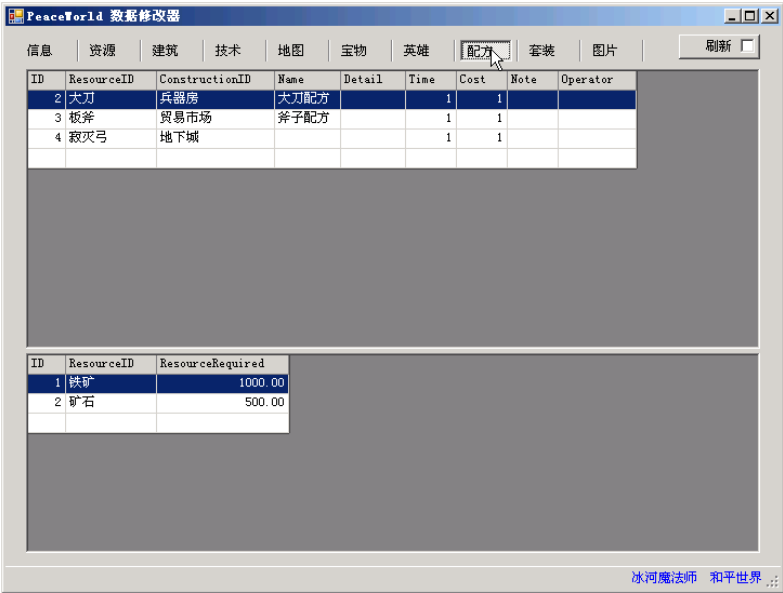 PeaceWorld 数据修改器
信息 资源 建筑 技术 地图 宝物 英雄 配方 套装 图片 刷新
ID ResourceID ConstructionID Name Detail Time Cost Note Operator
2 大刀 兵器房 大刀配方 1 1
3 板斧 贸易市场 斧子配方 1 1
4 寂灭弓 地下城 1 1
ID ResourceID ResourceRequired
1 铁矿 1000.00
2 矿石 500.00
冰河魔法师 和平世界